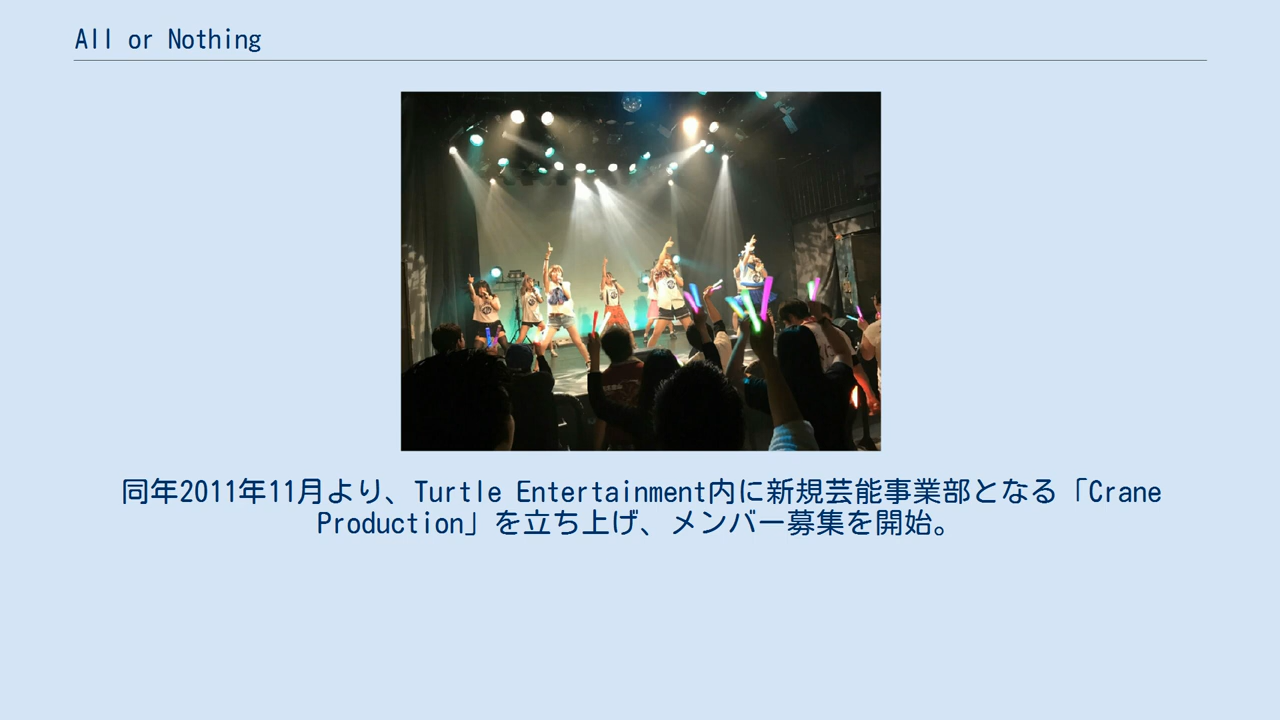 All or Nothing
同年2011年11月より、Turtle Entertainment内に新規芸能事業部となる「Crane
Production」を立ち上げ、メンバー募集を開始。